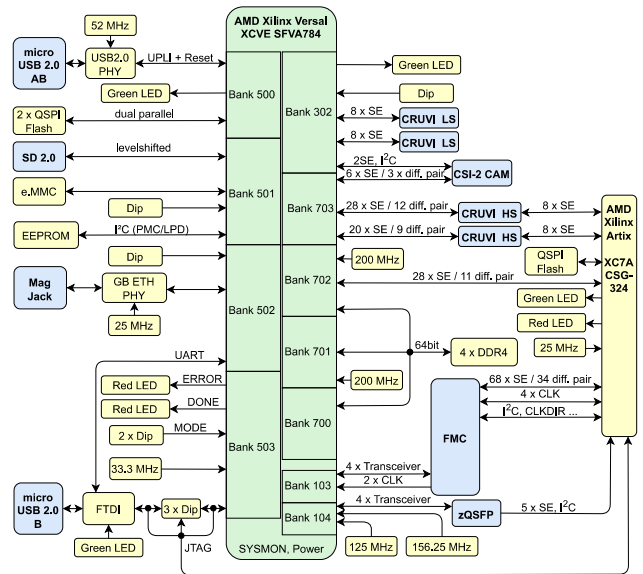 AMD Xilinx Versal
XCVE SFVA784
52 MHz
micro
USB 2.0
AB
USB2.0
PHY
UPLI + Reset
Green LED
2 x QSPI
Flash
dual parallel
SD 2.0
levelshifted
e.MMC
Dip
EEPROM
I²C (PMC/LPD)
Dip
Mag
Jack
GB ETH
PHY
25 MHz
UART
Red LED
ERROR
Red LED
DONE
2 x Dip
MODE
33.3 MHz
micro
USB 2.0
B
FTDI
3 x Dip
Green LED
JTAG
Bank 500
Bank 501
Bank 502
Bank 503
Bank 302
Bank 703
Bank 702
Bank 701
Bank 700
Bank 103
Bank 104
SYSMON, Power
Green LED
Dip
8 x SE
CRUVI LS
8 x SE
CRUVI LS
2SE, I²C
6 x SE / 3 x diff. pair
CSI-2 CAM
28 x SE / 12 diff. pair
CRUVI HS
8 x SE
20 x SE / 9 diff. pair
CRUVI HS
8 x SE
200 MHz
QSPI
Flash
28 x SE / 11 diff. pair
Green LED
Red LED
25 MHz
64bit
4 x DDR4
200 MHz
68 x SE / 34 diff. pair
4 x CLK
I²C, CLKDIR ...
FMC
4 x Transceiver
2 x CLK
4 x Transceiver
zQSFP
5 x SE, I²C
125 MHz
156.25 MHz
AMD
Xilinx
Artix
XC7A
CSG-
324